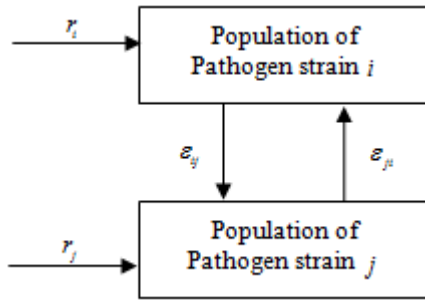 r_i
Population of
Pathogen strain i
ε_ij
ε_ji
r_j
Population of
Pathogen strain j